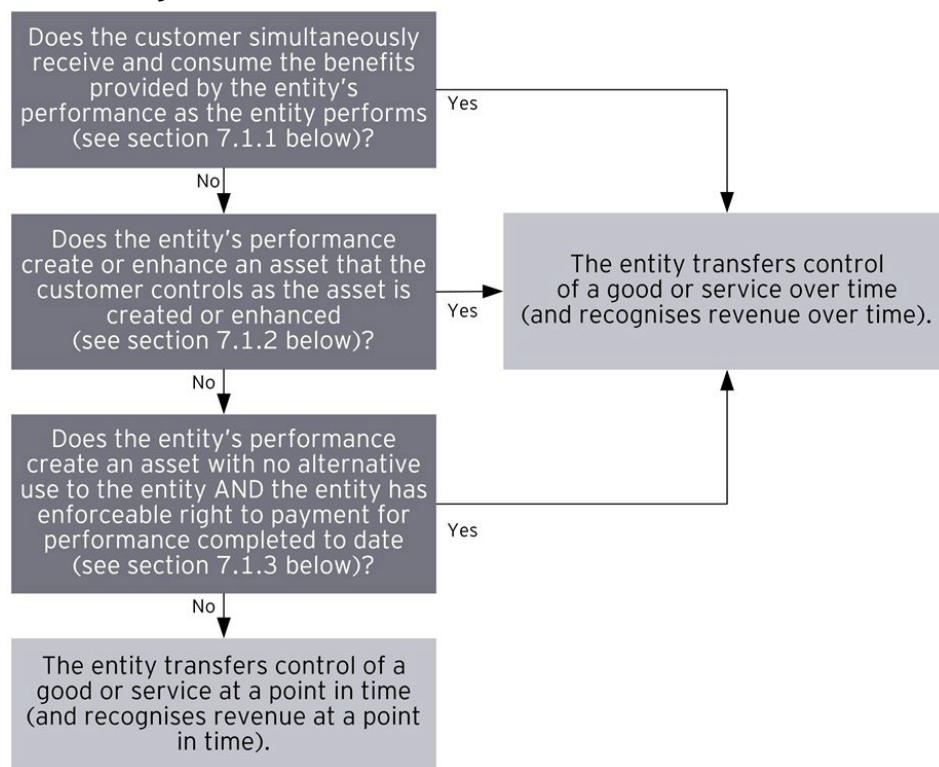 Does the customer simultaneously
receive and consume the benefits
provided by the entity's
performance as the entity performs
(see section 7.1.1 below)?
Yes
No
Does the entity's performance
create or enhance an asset that the
customer controls as the asset is
created or enhanced
(see section 7.1.2 below)?
Yes
The entity transfers control
of a good or service over time
(and recognises revenue over time).
No
Does the entity's performance
create an asset with no alternative
use to the entity AND the entity has
enforceable right to payment for
performance completed to date
(see section 7.1.3 below)?
Yes
No
The entity transfers control of a
good or service at a point in time
(and recognises revenue at a point
in time).